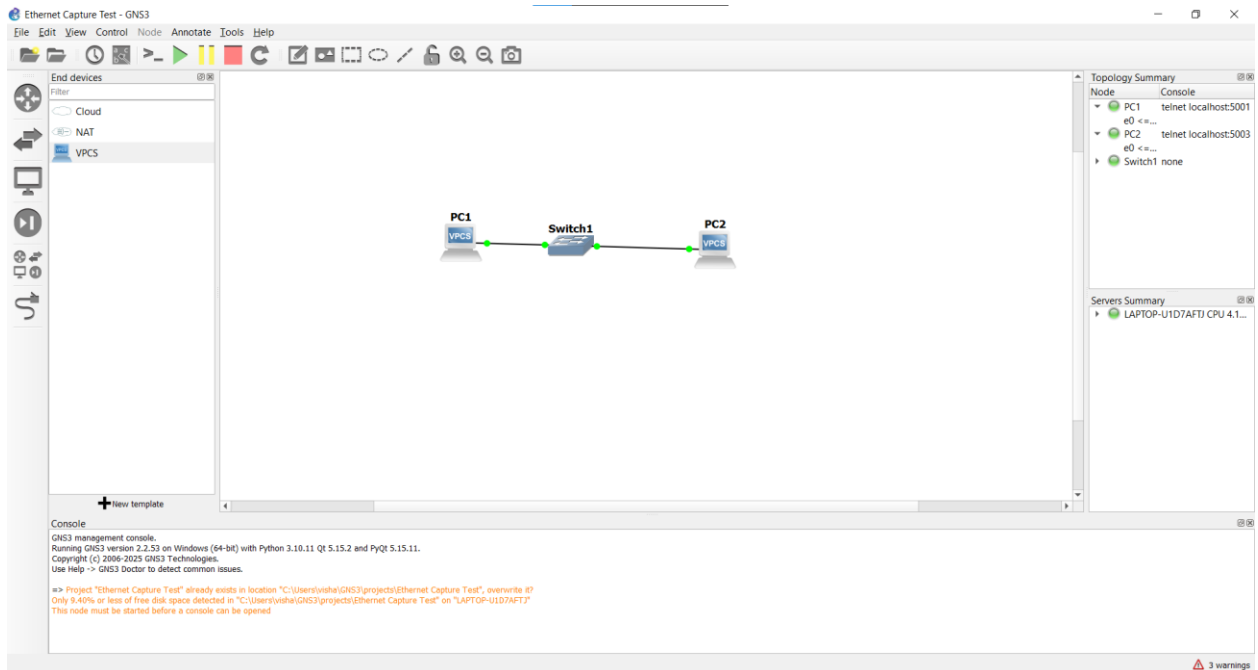 Ethernet Capture Test - GNS3
File Edit View Control Node Annotate Tools Help
End devices
Filter
Cloud
NAT
VPCS
New template
PC1
VPCS
Switch1
PC2
VPCS
Topology Summary
Node Console
PC1 telnet localhost:5001
e0 <=...
PC2 telnet localhost:5003
e0 <=...
Switch1 none
Servers Summary
LAPTOP-U1D7AFTJ CPU 4.1...
Console
GNS3 management console.
Running GNS3 version 2.2.53 on Windows (64-bit) with Python 3.10.11 Qt 5.15.2 and PyQt 5.15.11.
Copyright (c) 2006-2025 GNS3 Technologies.
Use Help -> GNS3 Doctor to detect common issues.
=> Project "Ethernet Capture Test" already exists in location "C:\Users\visha\GNS3\projects\Ethernet Capture Test", overwrite it?
Only 9.40% or less of free disk space detected in "C:\Users\visha\GNS3\projects\Ethernet Capture Test" on "LAPTOP-U1D7AFTJ"
This node must be started before a console can be opened
3 warnings